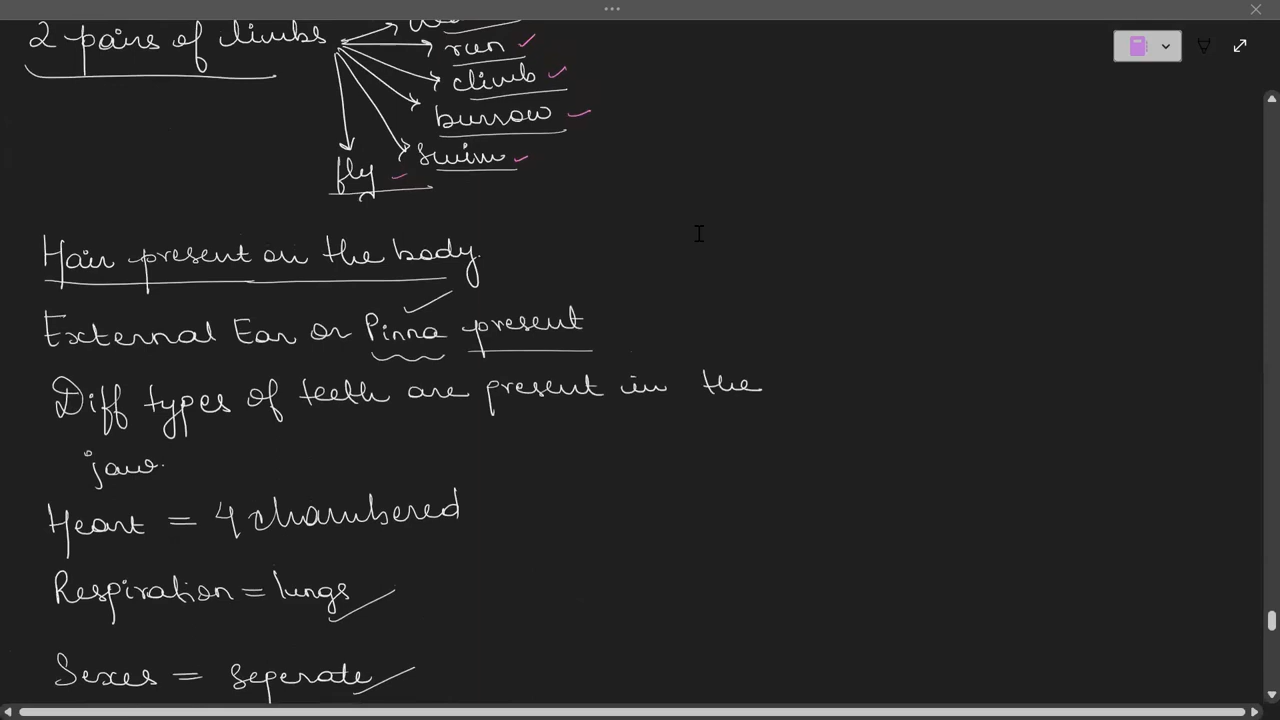 2 pairs of limbs
run
climb
burrow
swim
fly
Hair present on the body.
External Ear or Pinna present
Diff types of teeth are present in the
jaw.
Heart = 4 chambered
Respiration = lungs
Sexes = seperate